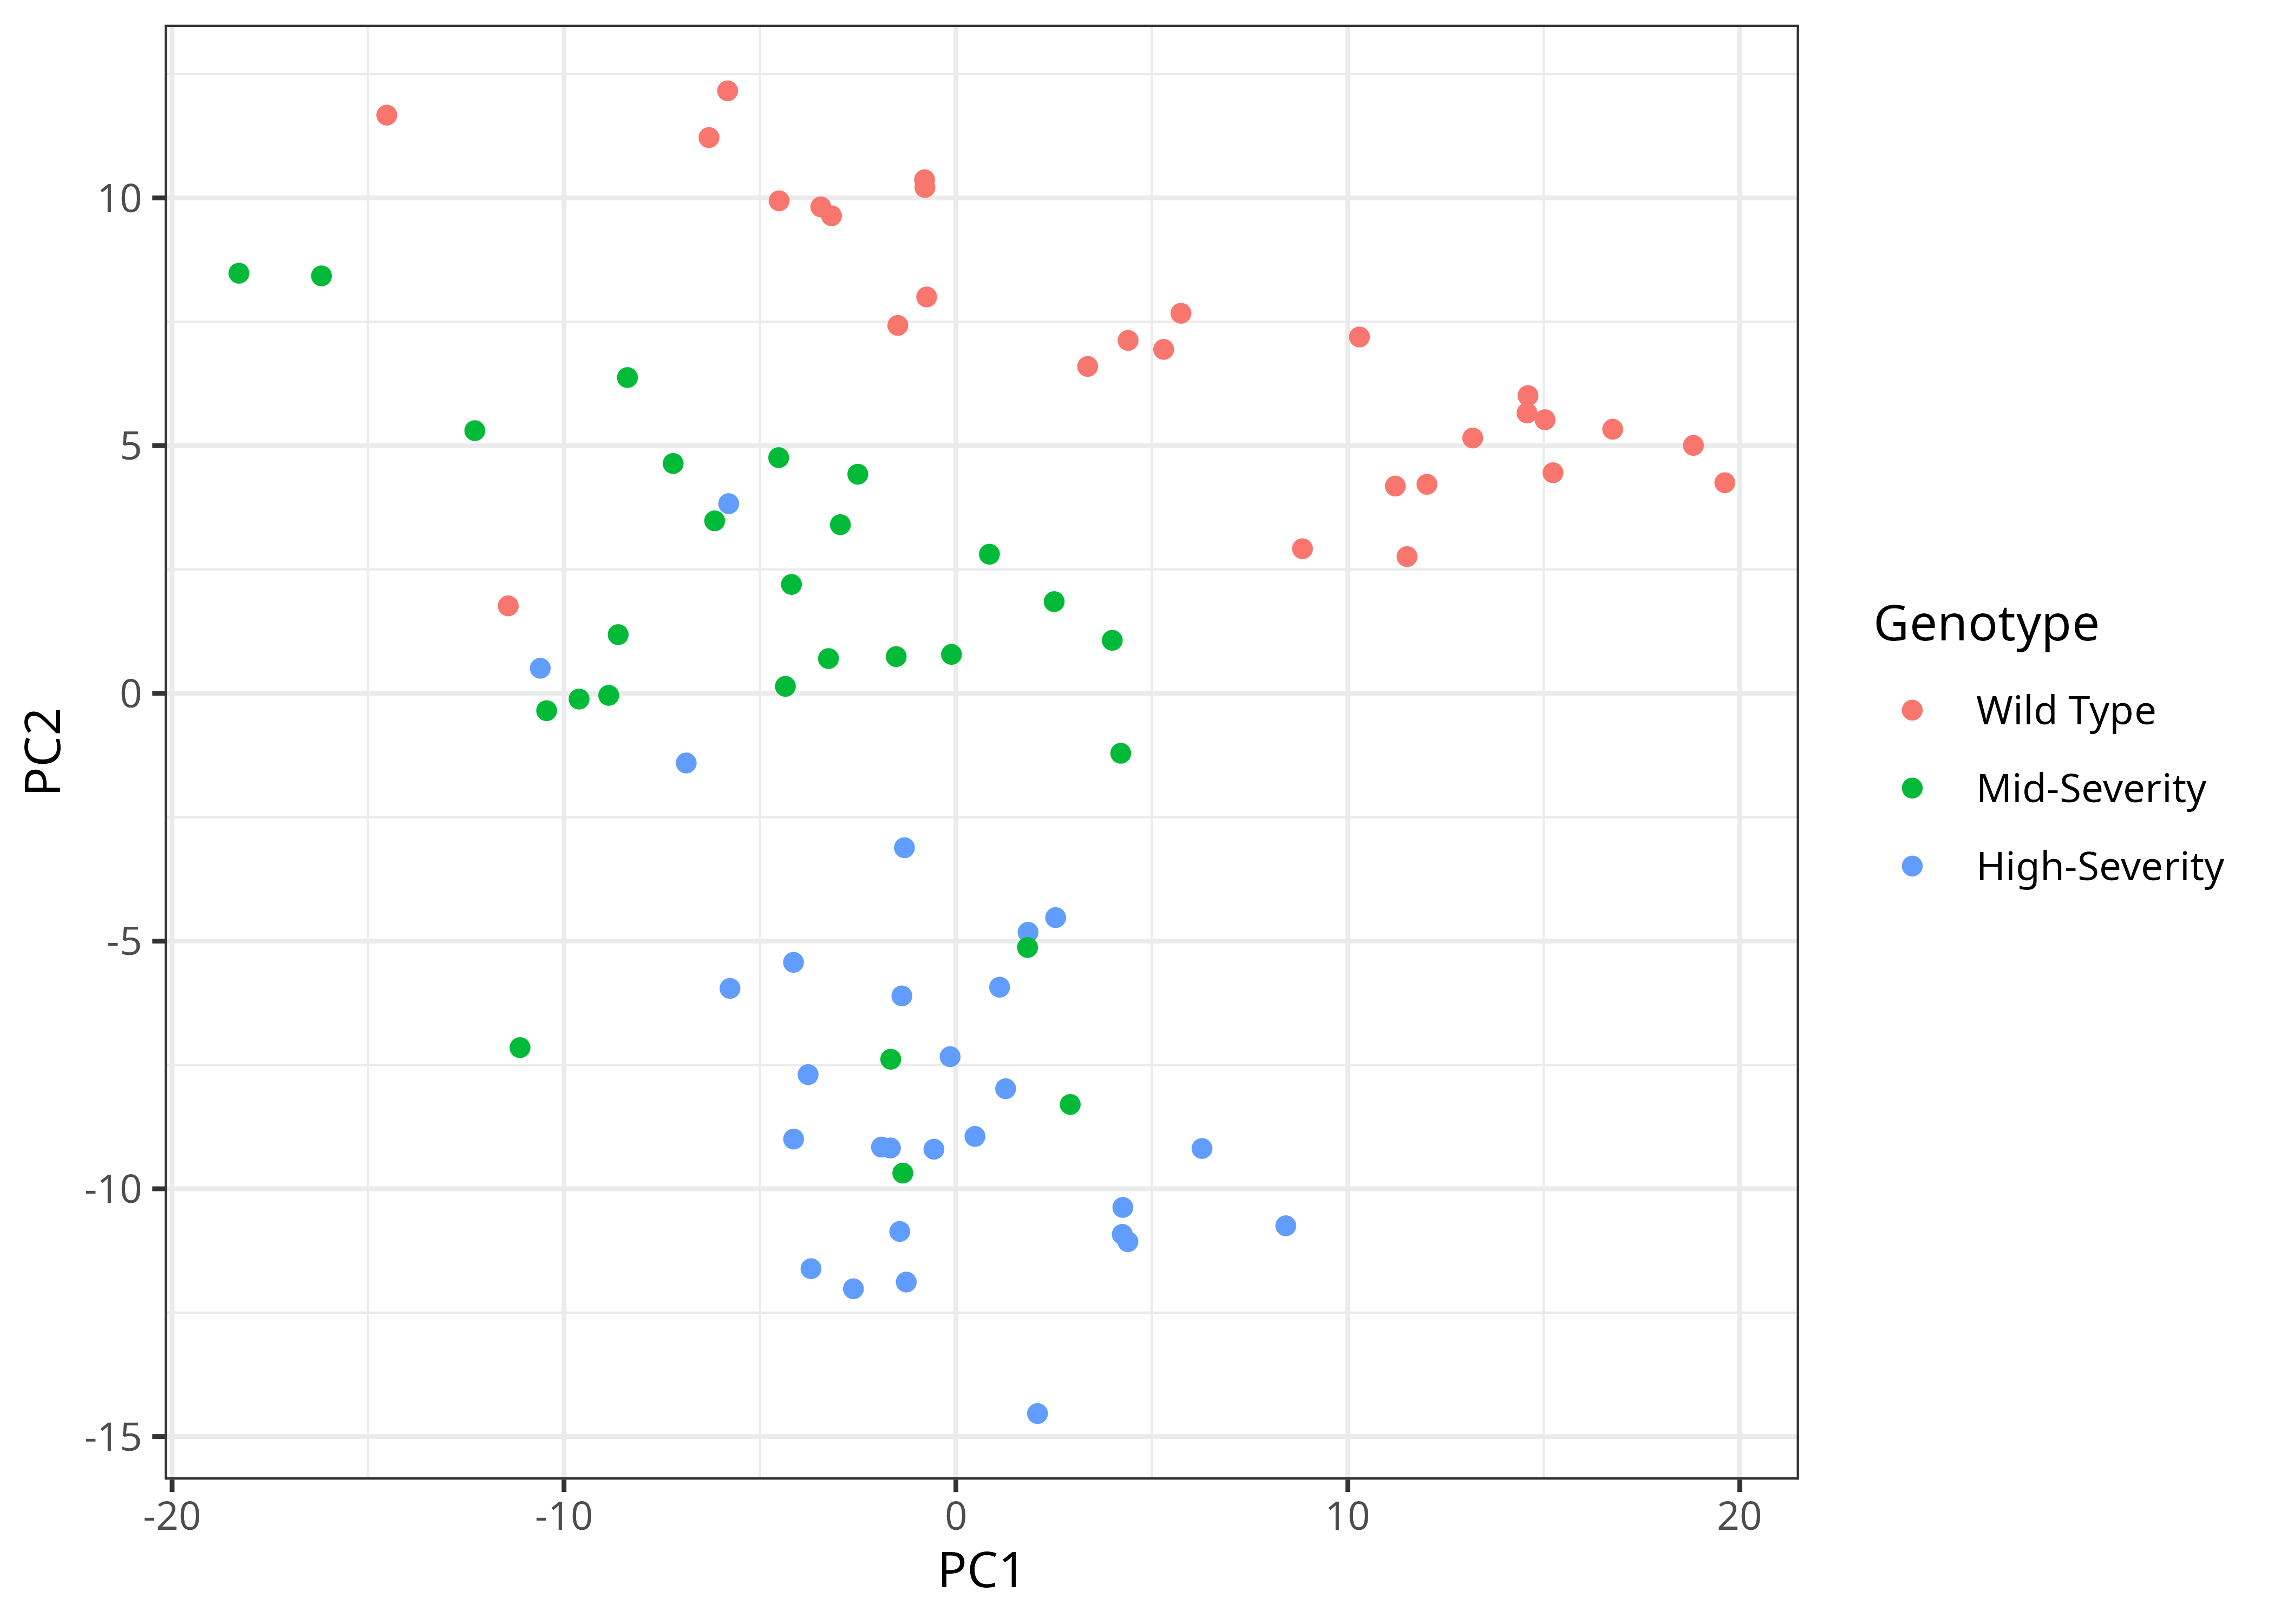 10
5
0
-5
-10
-15
PC2
-20 -10 0 10 20
PC1
Genotype
Wild Type
Mid-Severity
High-Severity